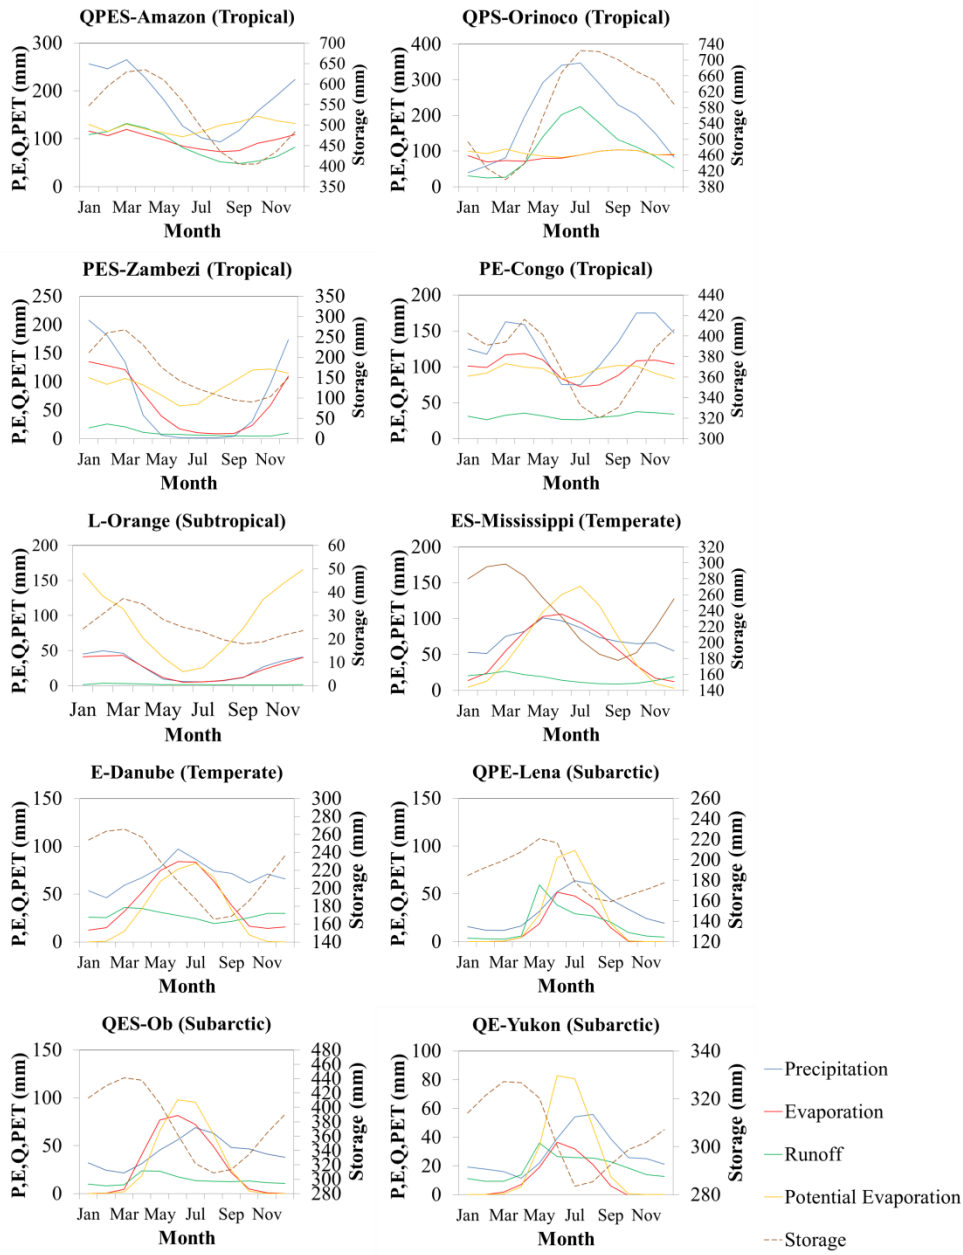 QPES-Amazon (Tropical)
P,E,Q,PET (mm)
300
200
100
0
700
650
600
550
500
450
400
350
Storage (mm)
Jan Mar May Jul Sep Nov
Month
QPS-Orinoco (Tropical)
P,E,Q,PET (mm)
400
300
200
100
0
740
700
660
620
580
540
500
460
420
380
Storage (mm)
Jan Mar May Jul Sep Nov
Month
PES-Zambezi (Tropical)
P,E,Q,PET (mm)
250
200
150
100
50
0
350
300
250
200
150
100
50
0
Storage (mm)
Jan Mar May Jul Sep Nov
Month
PE-Congo (Tropical)
P,E,Q,PET (mm)
200
150
100
50
0
440
420
400
380
360
340
320
300
Storage (mm)
Jan Mar May Jul Sep Nov
Month
L-Orange (Subtropical)
P,E,Q,PET (mm)
200
150
100
50
0
60
50
40
30
20
10
0
Storage (mm)
Jan Mar May Jul Sep Nov
Month
ES-Mississippi (Temperate)
P,E,Q,PET (mm)
200
150
100
50
0
320
300
280
260
240
220
200
180
160
140
Storage (mm)
Jan Mar May Jul Sep Nov
Month
E-Danube (Temperate)
P,E,Q,PET (mm)
150
100
50
0
300
280
260
240
220
200
180
160
140
Storage (mm)
Jan Mar May Jul Sep Nov
Month
QPE-Lena (Subarctic)
P,E,Q,PET (mm)
150
100
50
0
260
240
220
200
180
160
140
120
Storage (mm)
Jan Mar May Jul Sep Nov
Month
QES-Ob (Subarctic)
P,E,Q,PET (mm)
150
100
50
0
480
460
440
420
400
380
360
340
320
300
280
Storage (mm)
Jan Mar May Jul Sep Nov
Month
QE-Yukon (Subarctic)
P,E,Q,PET (mm)
100
80
60
40
20
0
340
320
300
280
Storage (mm)
Jan Mar May Jul Sep Nov
Month
Precipitation
Evaporation
Runoff
Potential Evaporation
Storage